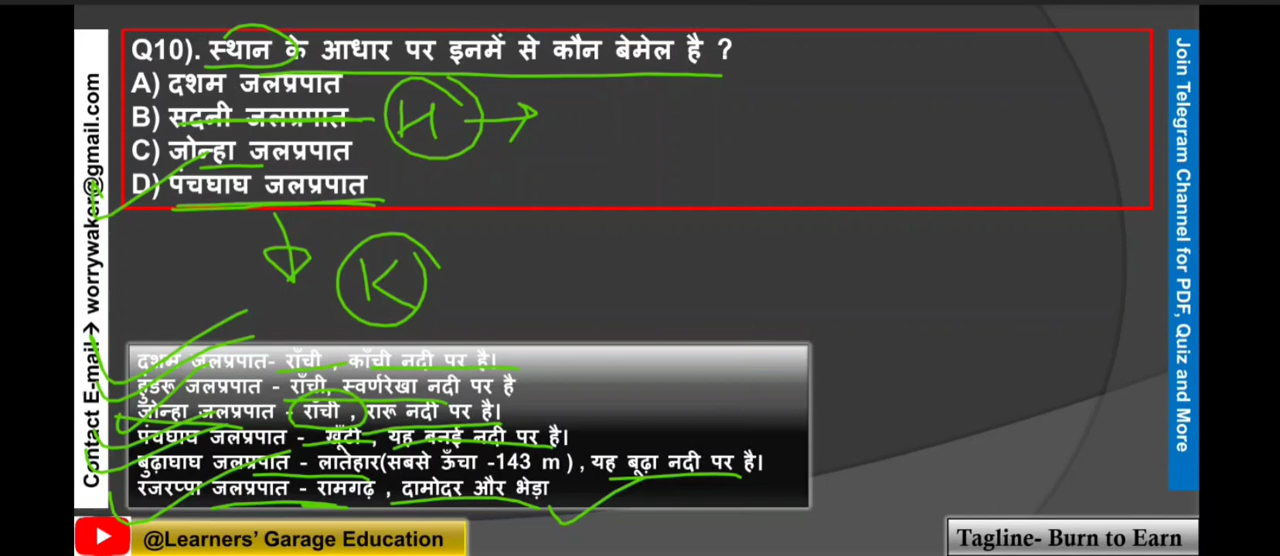 Q10). स्थान के आधार पर इनमें से कौन बेमेल है ?
A) दशम जलप्रपात
B) सदनी जलप्रपात
C) जोन्हा जलप्रपात
D) पंचघाघ जलप्रपात
H
K
दशम जलप्रपात- राँची , काँची नदी पर है।
हुंडरू जलप्रपात - राँची, स्वर्णरेखा नदी पर है
जोन्हा जलप्रपात - राँची , रारू नदी पर है।
पंचघाघ जलप्रपात - खूँटी , यह बनई नदी पर है।
बुढ़ाघाघ जलप्रपात - लातेहार(सबसे ऊँचा -143 m) , यह बूढ़ा नदी पर है।
रजरप्पा जलप्रपात - रामगढ़ , दामोदर और भेड़ा
Contact E-mail→ worrywaker@gmail.com
Join Telegram Channel for PDF, Quiz and More
@Learners’ Garage Education
Tagline- Burn to Earn